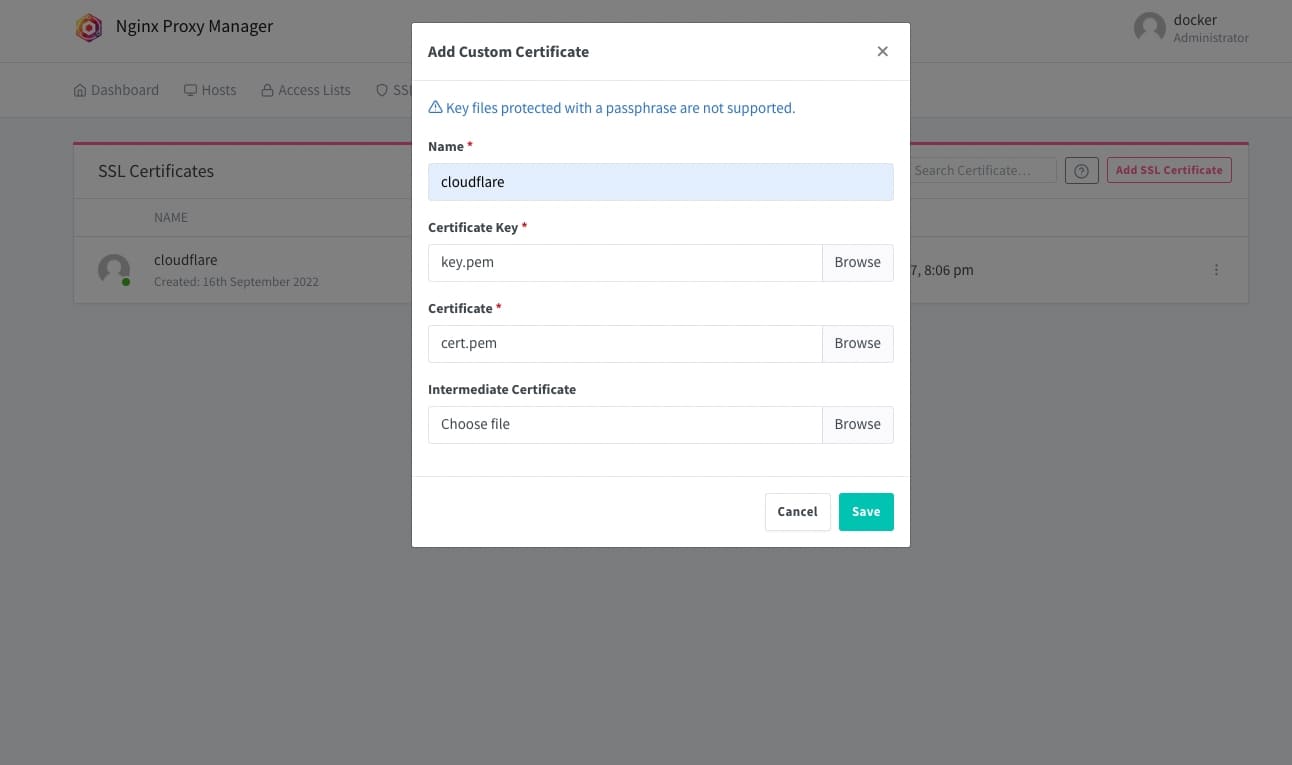 Nginx Proxy Manager
docker
Administrator
Dashboard
Hosts
Access Lists
SSL Certificates
Search Certificate...
Add SSL Certificate
NAME
cloudflare
Created: 16th September 2022
7, 8:06 pm
Add Custom Certificate
Key files protected with a passphrase are not supported.
Name *
cloudflare
Certificate Key *
key.pem
Browse
Certificate *
cert.pem
Browse
Intermediate Certificate
Choose file
Browse
Cancel
Save